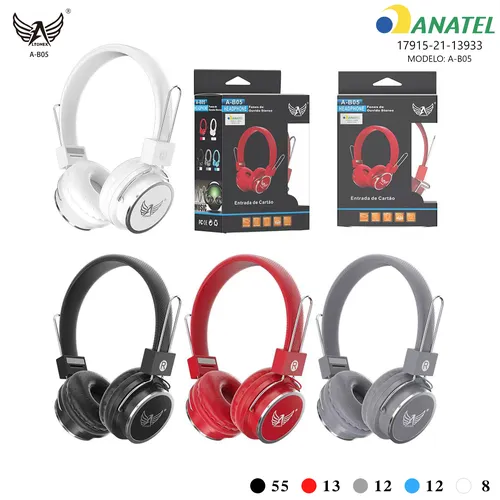 ALTOMEX
A-B05
ANATEL
17915-21-13933
MODELO: A-B05
A-B05
HEADPHONE
Fones de
Ouvido Stereo
Entrada de Cartão
A-B05
HEADPHONE
Fones de
Ouvido Stereo
Entrada de Cartão
R
R
R
55
13
12
12
8